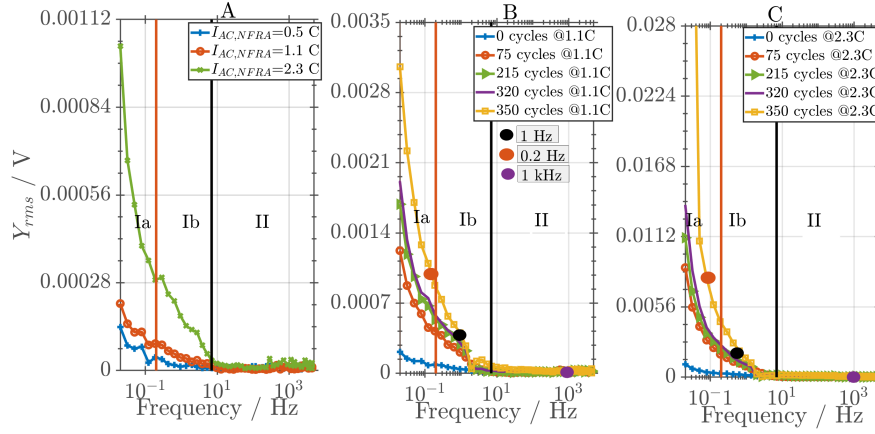 A
I_AC,NFRA=0.5 C
I_AC,NFRA=1.1 C
I_AC,NFRA=2.3 C
Y_rms / V
0.00112
0.00084
0.00056
0.00028
0
Ia
Ib
II
10^-1 10^1 10^3
Frequency / Hz
B
0 cycles @1.1C
75 cycles @1.1C
215 cycles @1.1C
320 cycles @1.1C
350 cycles @1.1C
1 Hz
0.2 Hz
1 kHz
0.0035
0.0028
0.0021
0.0014
0.0007
0
Ia
Ib
II
10^-1 10^1 10^3
Frequency / Hz
C
0 cycles @2.3C
75 cycles @2.3C
215 cycles @2.3C
320 cycles @2.3C
350 cycles @2.3C
0.028
0.0224
0.0168
0.0112
0.0056
0
Ia
Ib
II
10^-1 10^1 10^3
Frequency / Hz